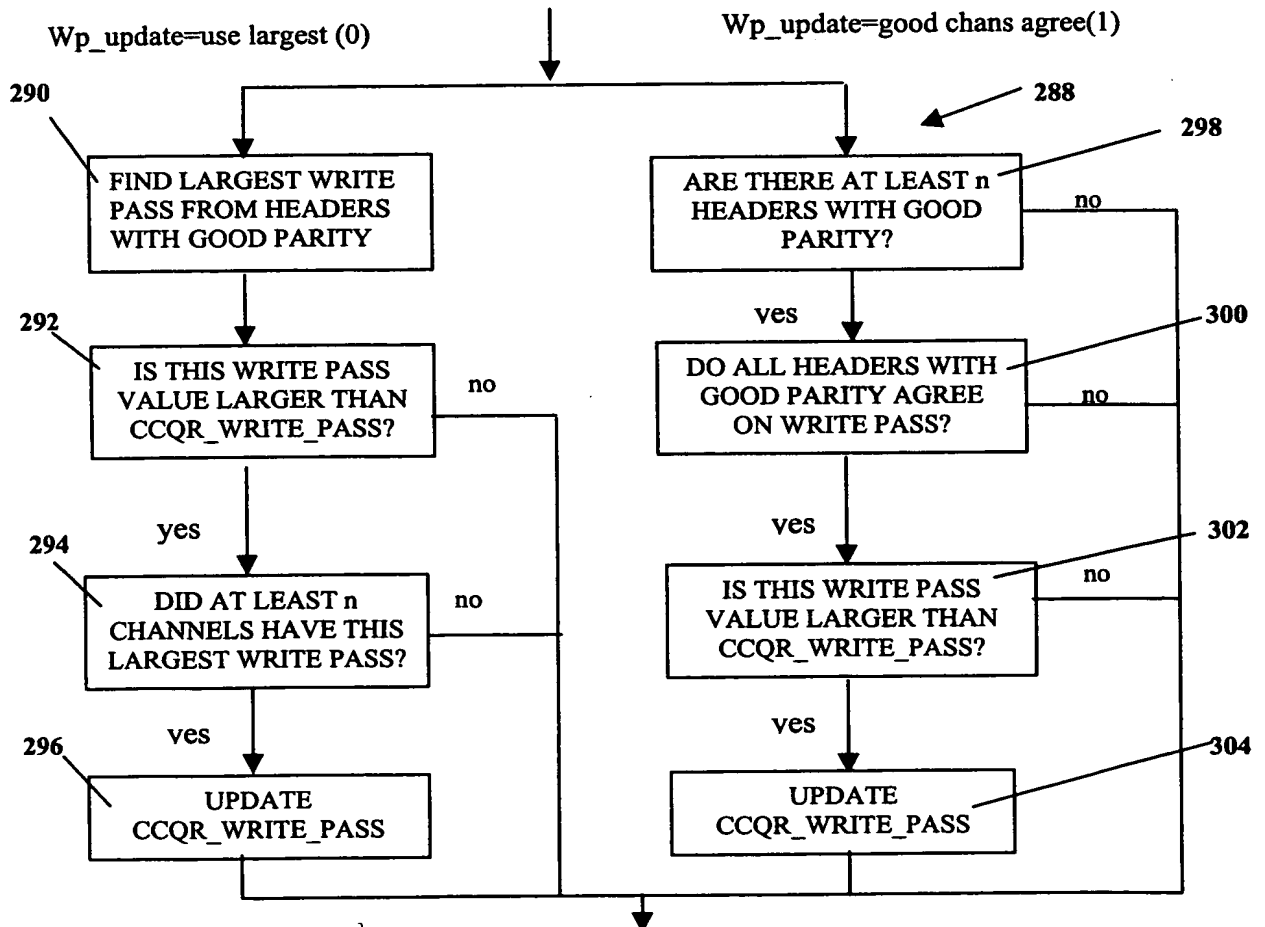 Wp_update=use largest (0)
Wp_update=good chans agree(1)
290
288
298
FIND LARGEST WRITE
PASS FROM HEADERS
WITH GOOD PARITY
ARE THERE AT LEAST n
HEADERS WITH GOOD
PARITY?
no
yes
292
300
IS THIS WRITE PASS
VALUE LARGER THAN
CCQR_WRITE_PASS?
no
DO ALL HEADERS WITH
GOOD PARITY AGREE
ON WRITE PASS?
no
yes
yes
294
302
DID AT LEAST n
CHANNELS HAVE THIS
LARGEST WRITE PASS?
no
IS THIS WRITE PASS
VALUE LARGER THAN
CCQR_WRITE_PASS?
no
yes
yes
296
304
UPDATE
CCQR_WRITE_PASS
UPDATE
CCQR_WRITE_PASS